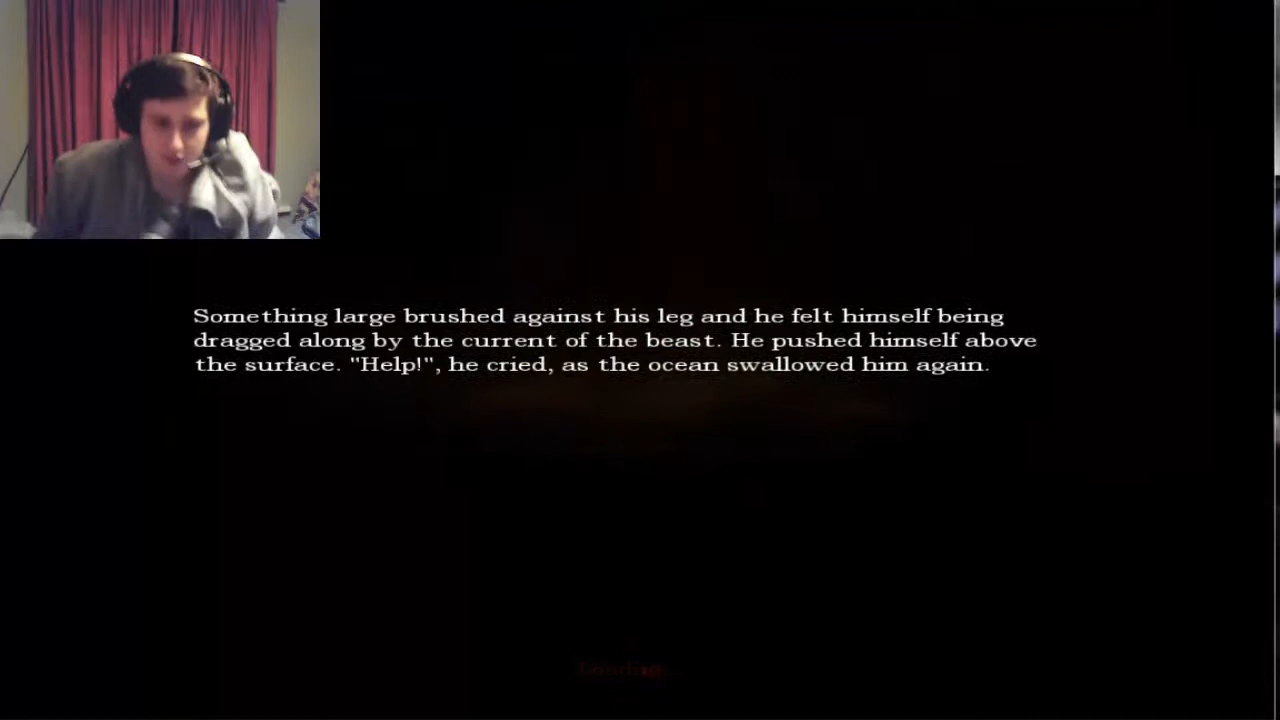 Something large brushed against his leg and he felt himself being
dragged along by the current of the beast. He pushed himself above
the surface. "Help!", he cried, as the ocean swallowed him again.
Loading...